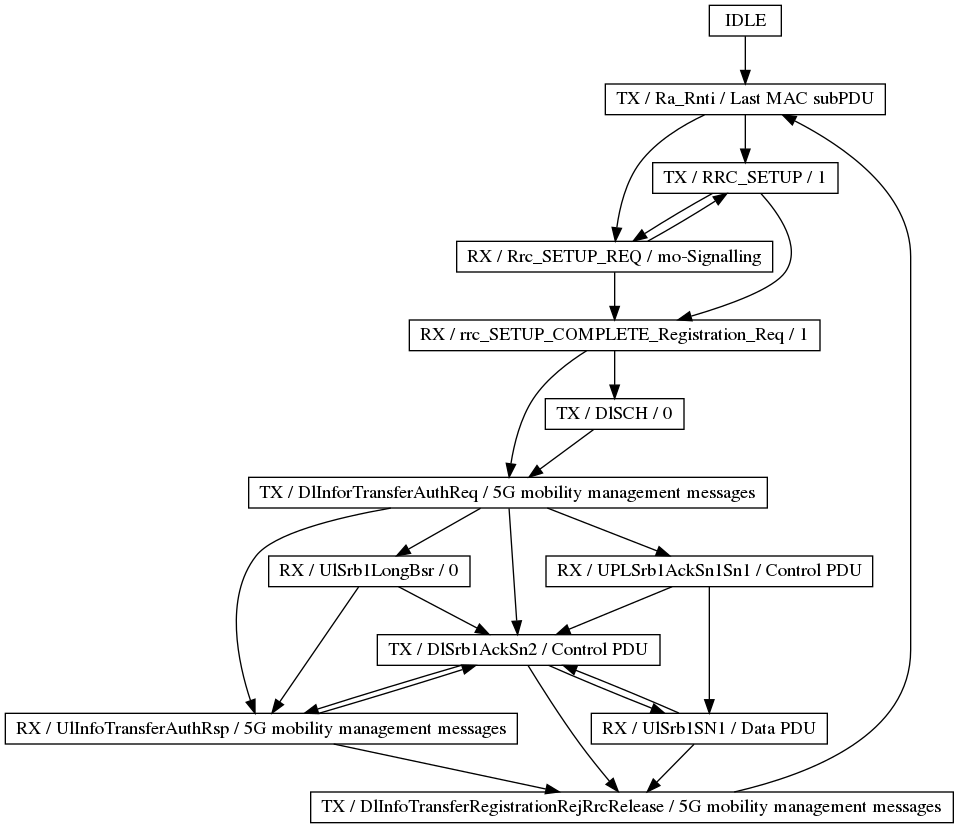 IDLE
TX / Ra_Rnti / Last MAC subPDU
TX / RRC_SETUP / 1
RX / Rrc_SETUP_REQ / mo-Signalling
RX / rrc_SETUP_COMPLETE_Registration_Req / 1
TX / DlSCH / 0
TX / DlInforTransferAuthReq / 5G mobility management messages
RX / UlSrb1LongBsr / 0
RX / UPLSrb1AckSn1Sn1 / Control PDU
TX / DlSrb1AckSn2 / Control PDU
RX / UlInfoTransferAuthRsp / 5G mobility management messages
RX / UlSrb1SN1 / Data PDU
TX / DlInfoTransferRegistrationRejRrcRelease / 5G mobility management messages